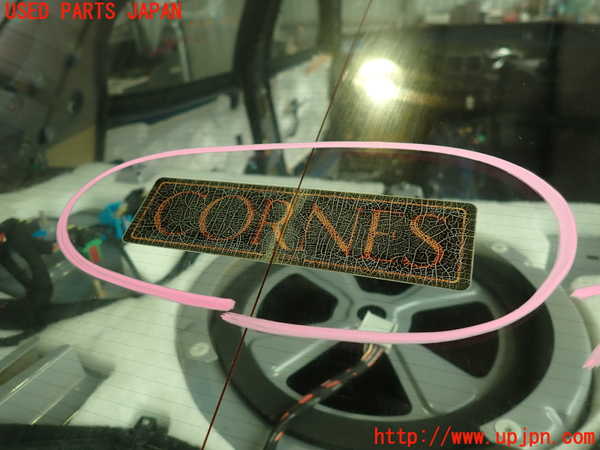 USED PARTS JAPAN
CORNES
http://www.upjpn.com/